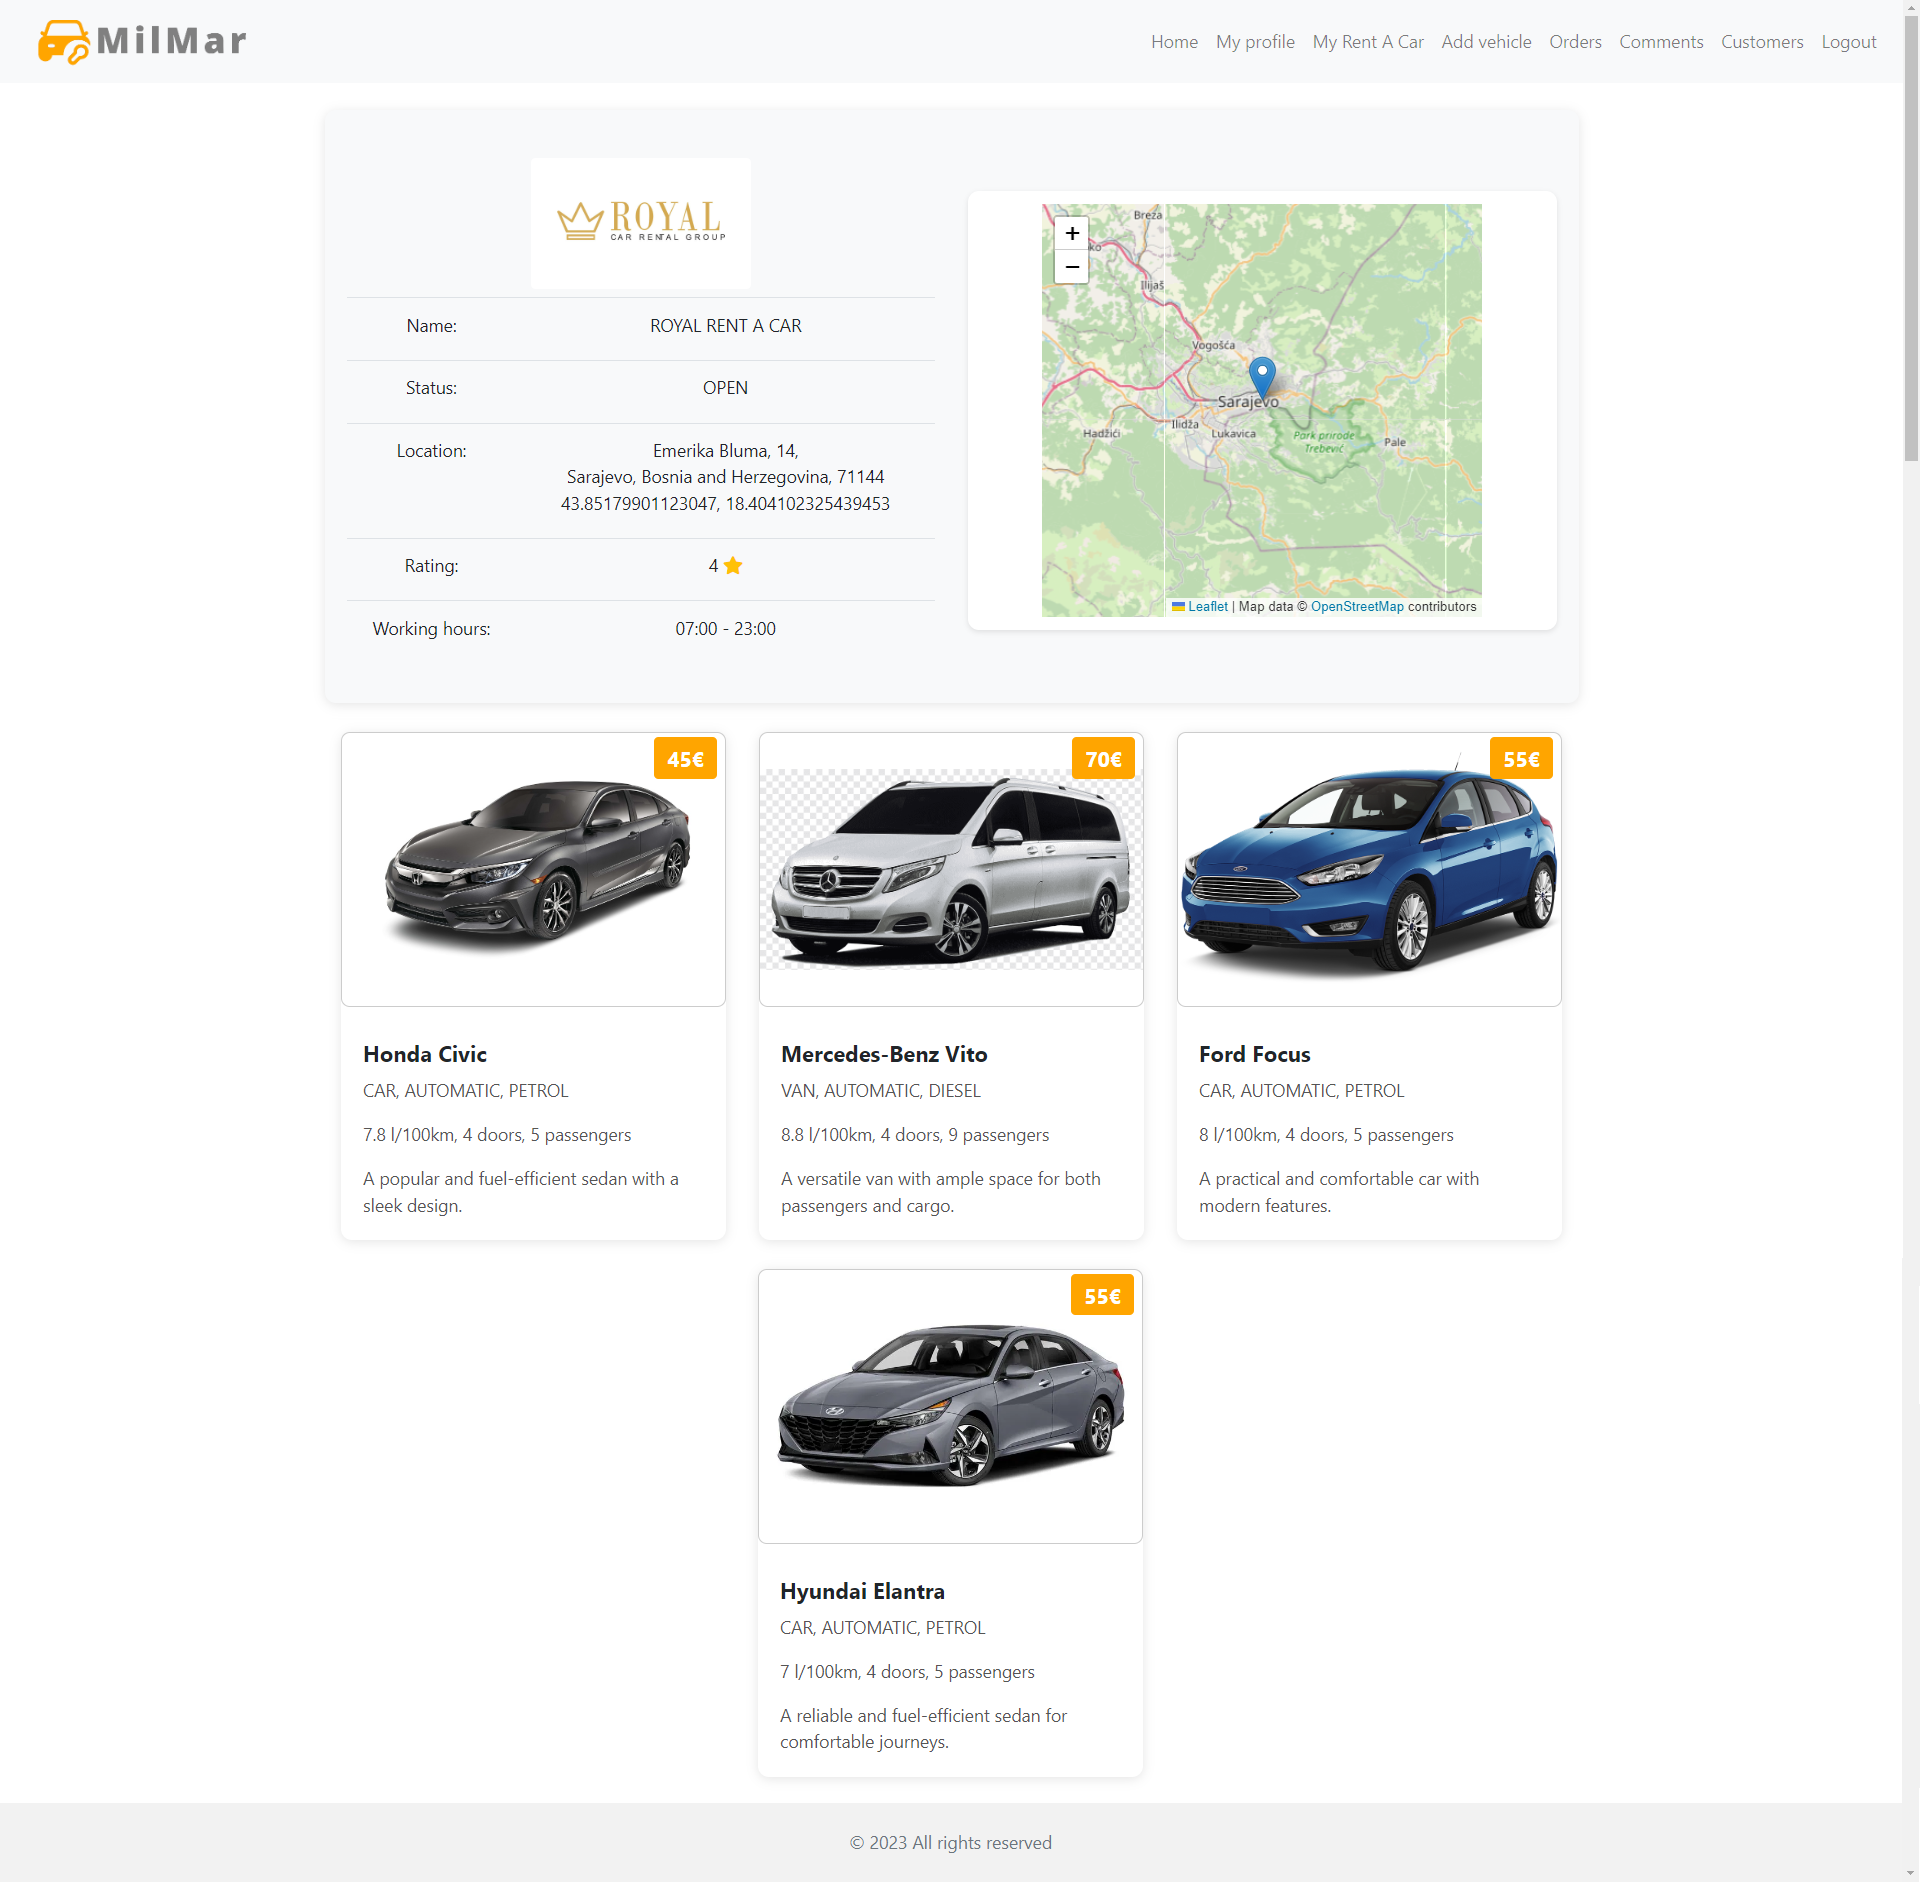 MilMar
Home My profile My Rent A Car Add vehicle Orders Comments Customers Logout
ROYAL
CAR RENTAL GROUP
Name: ROYAL RENT A CAR
Status: OPEN
Location: Emerika Bluma, 14,
Sarajevo, Bosnia and Herzegovina, 71144
43.85179901123047, 18.404102325439453
Rating: 4
Working hours: 07:00 - 23:00
+
−
Breza
Ilijaš
Vogošća
Sarajevo
Ilidža
Hadžići
Lukavica
Park prirode
Trebević
Pale
Leaflet | Map data © OpenStreetMap contributors
45€
Honda Civic
CAR, AUTOMATIC, PETROL
7.8 l/100km, 4 doors, 5 passengers
A popular and fuel-efficient sedan with a
sleek design.
70€
Mercedes-Benz Vito
VAN, AUTOMATIC, DIESEL
8.8 l/100km, 4 doors, 9 passengers
A versatile van with ample space for both
passengers and cargo.
55€
Ford Focus
CAR, AUTOMATIC, PETROL
8 l/100km, 4 doors, 5 passengers
A practical and comfortable car with
modern features.
55€
Hyundai Elantra
CAR, AUTOMATIC, PETROL
7 l/100km, 4 doors, 5 passengers
A reliable and fuel-efficient sedan for
comfortable journeys.
© 2023 All rights reserved